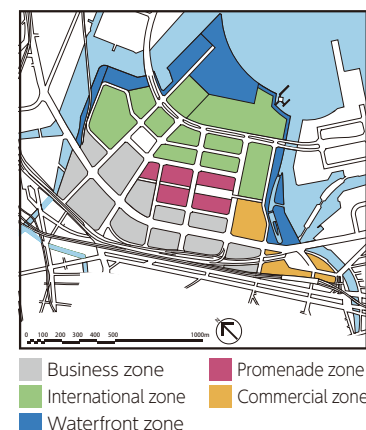 0 100 200 300 400 500 1000m
Business zone Promenade zone
International zone Commercial zone
Waterfront zone